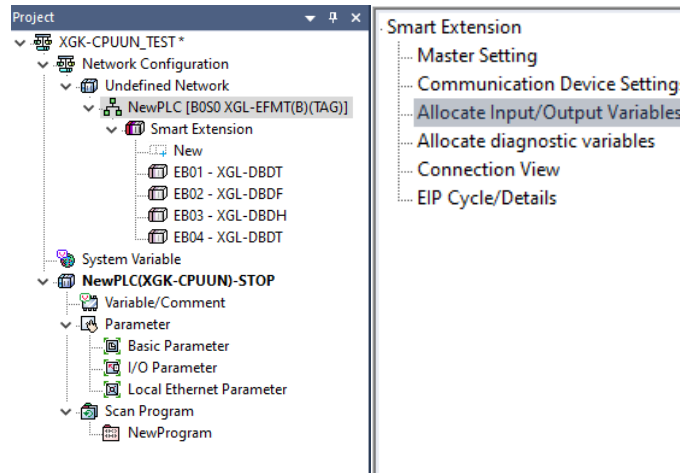 Project
XGK-CPUUN_TEST *
Network Configuration
Undefined Network
NewPLC [B0S0 XGL-EFMT(B)(TAG)]
Smart Extension
New
EB01 - XGL-DBDT
EB02 - XGL-DBDF
EB03 - XGL-DBDH
EB04 - XGL-DBDT
System Variable
NewPLC(XGK-CPUUN)-STOP
Variable/Comment
Parameter
Basic Parameter
I/O Parameter
Local Ethernet Parameter
Scan Program
NewProgram
Smart Extension
Master Setting
Communication Device Settings
Allocate Input/Output Variables
Allocate diagnostic variables
Connection View
EIP Cycle/Details